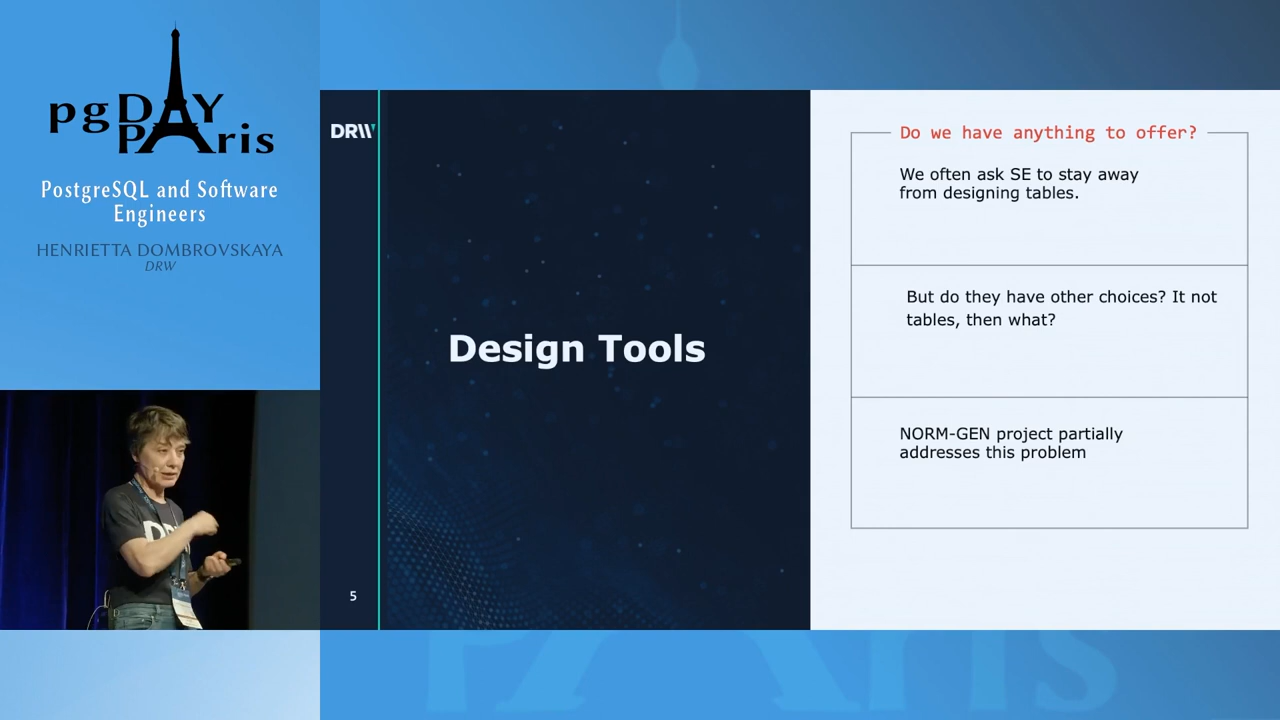 pgDAY
PAris
PostgreSQL and Software
Engineers
HENRIETTA DOMBROVSKAYA
DRW
DRW
Design Tools
5
Do we have anything to offer?
We often ask SE to stay away
from designing tables.
But do they have other choices? It not
tables, then what?
NORM-GEN project partially
addresses this problem